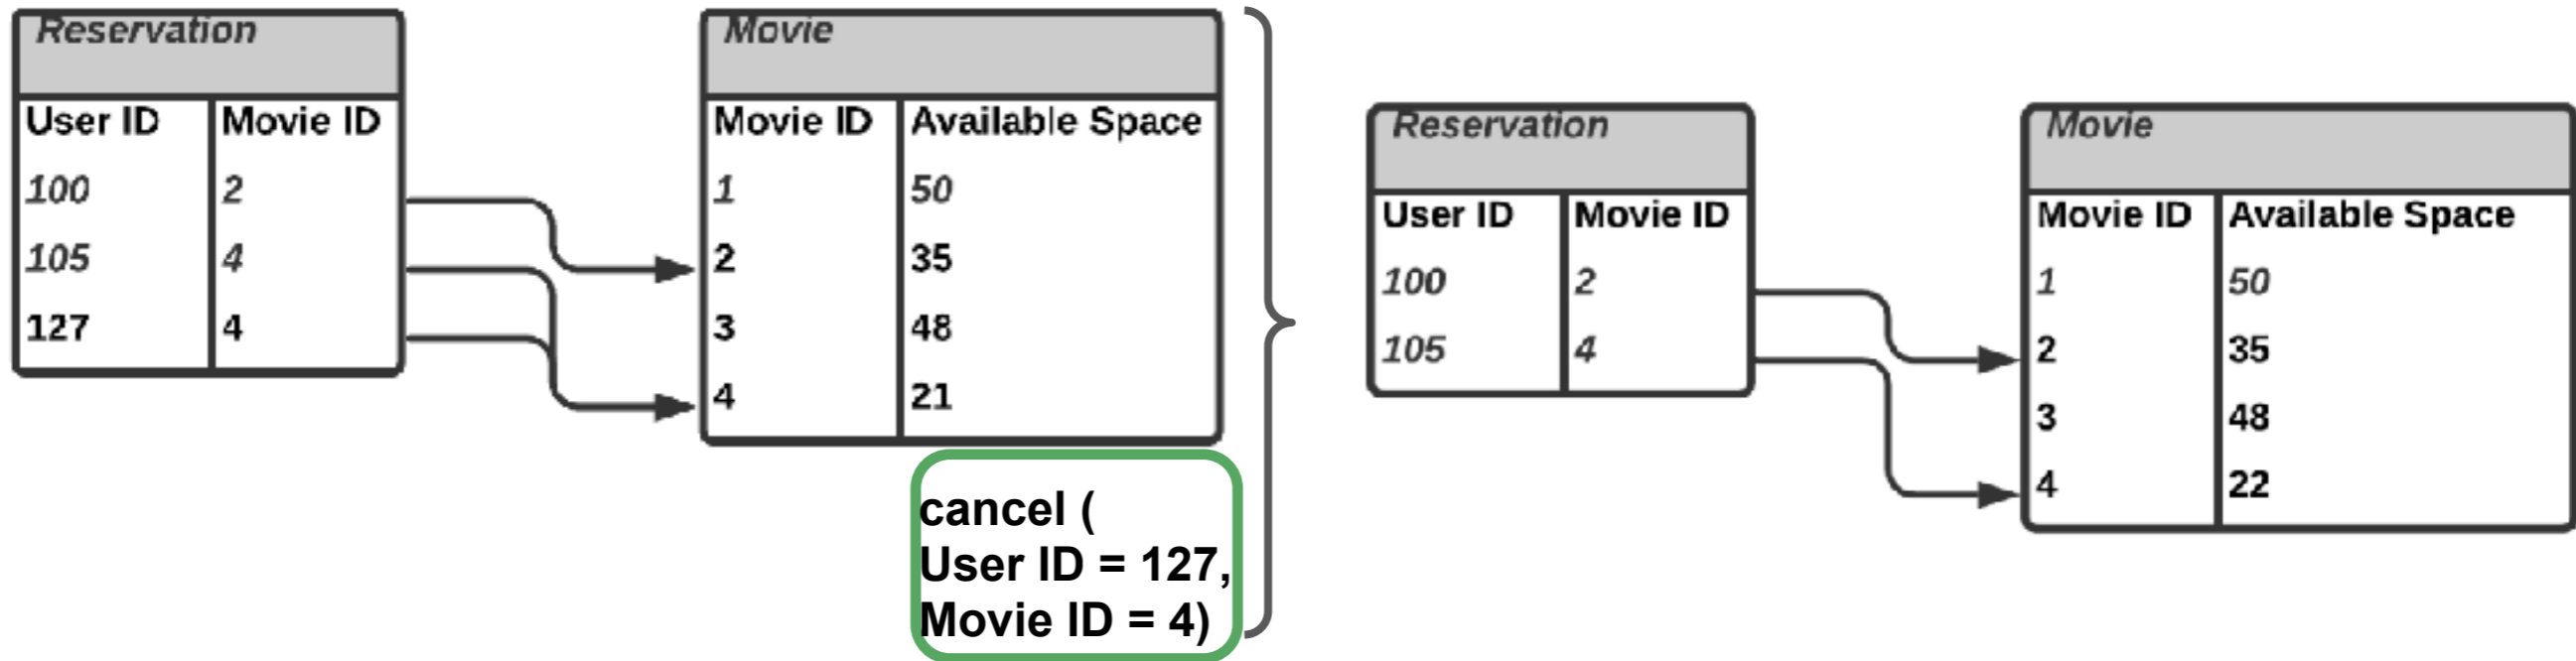 Reservation
User ID Movie ID
100 2
105 4
127 4
Movie
Movie ID Available Space
1 50
2 35
3 48
4 21
cancel (
User ID = 127,
Movie ID = 4)
Reservation
User ID Movie ID
100 2
105 4
Movie
Movie ID Available Space
1 50
2 35
3 48
4 22